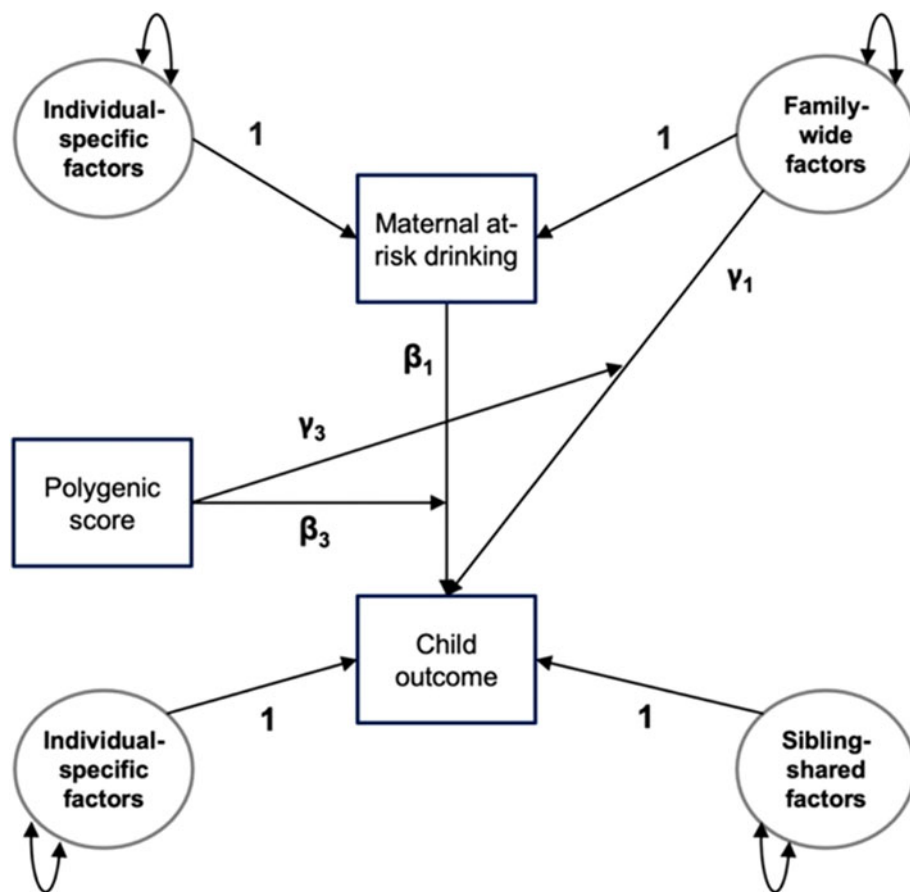 Individual-
specific
factors
1
1
Family-
wide
factors
Maternal at-
risk drinking
γ1
β1
γ3
Polygenic
score
β3
Child
outcome
Individual-
specific
factors
1
1
Sibling-
shared
factors